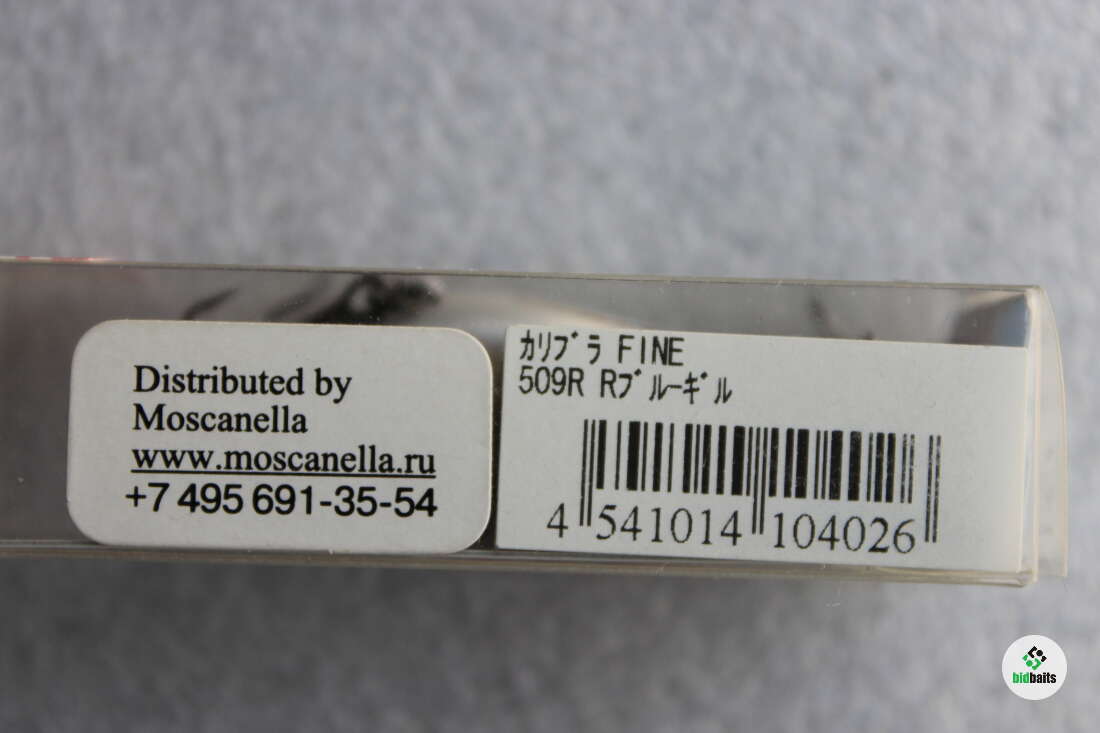 Distributed by
Moscanella
www.moscanella.ru
+7 495 691-35-54
ｶﾘﾌﾞﾗ FINE
509R Rﾌﾞﾙｰｷﾞﾙ
4 541014 104026
bidbaits